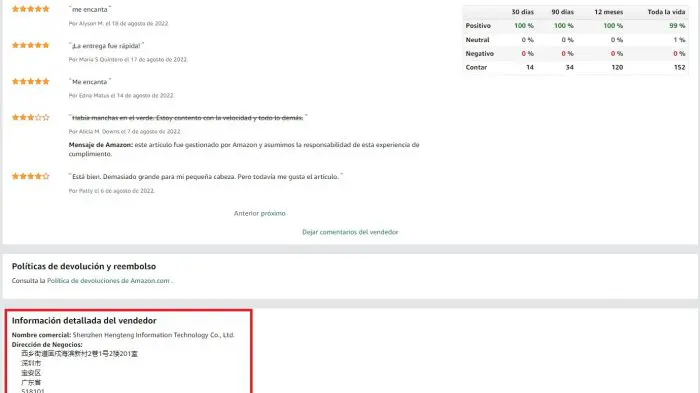 "me encanta"
Por Alyson M. el 18 de agosto de 2022.
"¡La entrega fue rápida!"
Por Maria S Quintero el 17 de agosto de 2022.
"Me encanta"
Por Edna Matus el 14 de agosto de 2022.
"Había manchas en el verde. Estoy contento con la velocidad y todo lo demás."
Por Alicia M. Downs el 7 de agosto de 2022.
Mensaje de Amazon: este artículo fue gestionado por Amazon y asumimos la responsabilidad de esta experiencia de
cumplimiento.
"Está bien. Demasiado grande para mi pequeña cabeza. Pero todavía me gusta el artículo."
Por Patty el 6 de agosto de 2022.
Anterior próximo
Dejar comentarios del vendedor
30 días 90 días 12 meses Toda la vida
Positivo 100 % 100 % 100 % 99 %
Neutral 0 % 0 % 0 % 1 %
Negativo 0 % 0 % 0 % 0 %
Contar 14 34 120 152
Políticas de devolución y reembolso
Consulta la Política de devoluciones de Amazon.com .
Información detallada del vendedor
Nombre comercial: Shenzhen Hengteng Information Technology Co., Ltd.
Dirección de Negocios:
西乡街道固戍海滨新村2巷1号2楼201室
深圳市
宝安区
广东省
518101